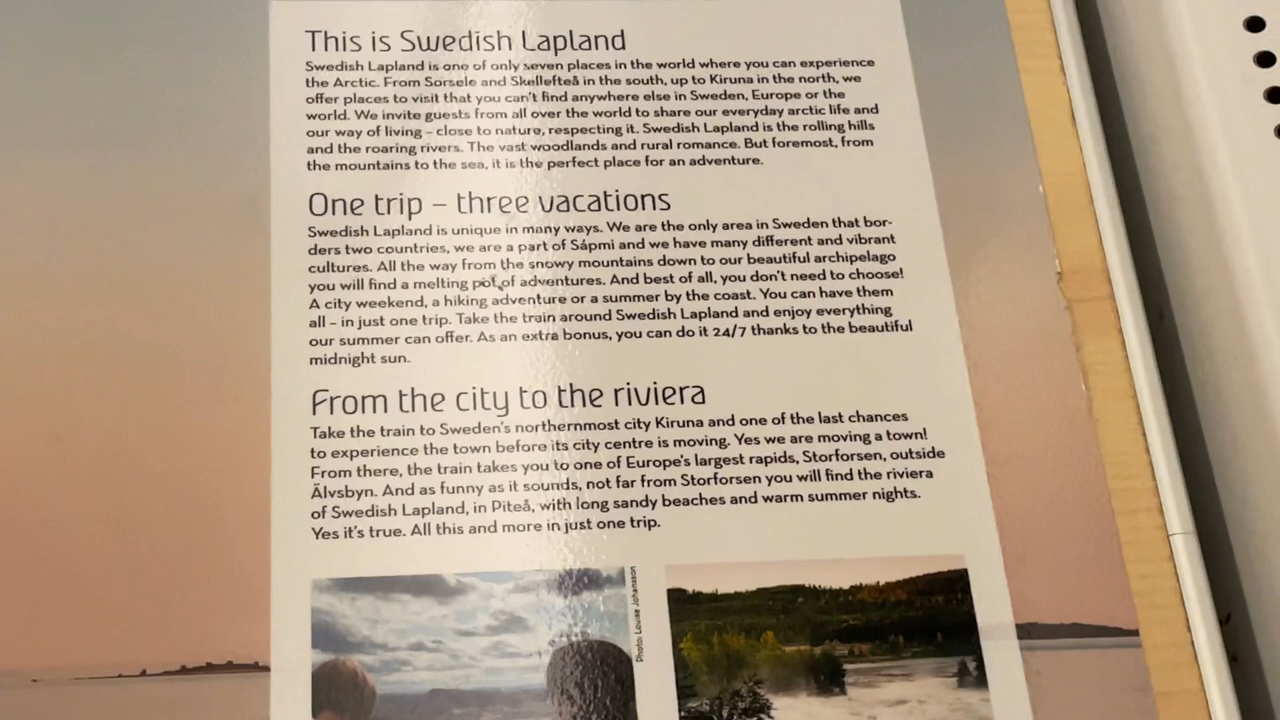 This is Swedish Lapland
Swedish Lapland is one of only seven places in the world where you can experience
the Arctic. From Sorsele and Skellefteå in the south, up to Kiruna in the north, we
offer places to visit that you can't find anywhere else in Sweden, Europe or the
world. We invite guests from all over the world to share our everyday arctic life and
our way of living – close to nature, respecting it. Swedish Lapland is the rolling hills
and the roaring rivers. The vast woodlands and rural romance. But foremost, from
the mountains to the sea, it is the perfect place for an adventure.
One trip – three vacations
Swedish Lapland is unique in many ways. We are the only area in Sweden that bor-
ders two countries, we are a part of Sápmi and we have many different and vibrant
cultures. All the way from the snowy mountains down to our beautiful archipelago
you will find a melting pot of adventures. And best of all, you don't need to choose!
A city weekend, a hiking adventure or a summer by the coast. You can have them
all – in just one trip. Take the train around Swedish Lapland and enjoy everything
our summer can offer. As an extra bonus, you can do it 24/7 thanks to the beautiful
midnight sun.
From the city to the riviera
Take the train to Sweden's northernmost city Kiruna and one of the last chances
to experience the town before its city centre is moving. Yes we are moving a town!
From there, the train takes you to one of Europe's largest rapids, Storforsen, outside
Älvsbyn. And as funny as it sounds, not far from Storforsen you will find the riviera
of Swedish Lapland, in Piteå, with long sandy beaches and warm summer nights.
Yes it's true. All this and more in just one trip.
Photo: Louise Johansson